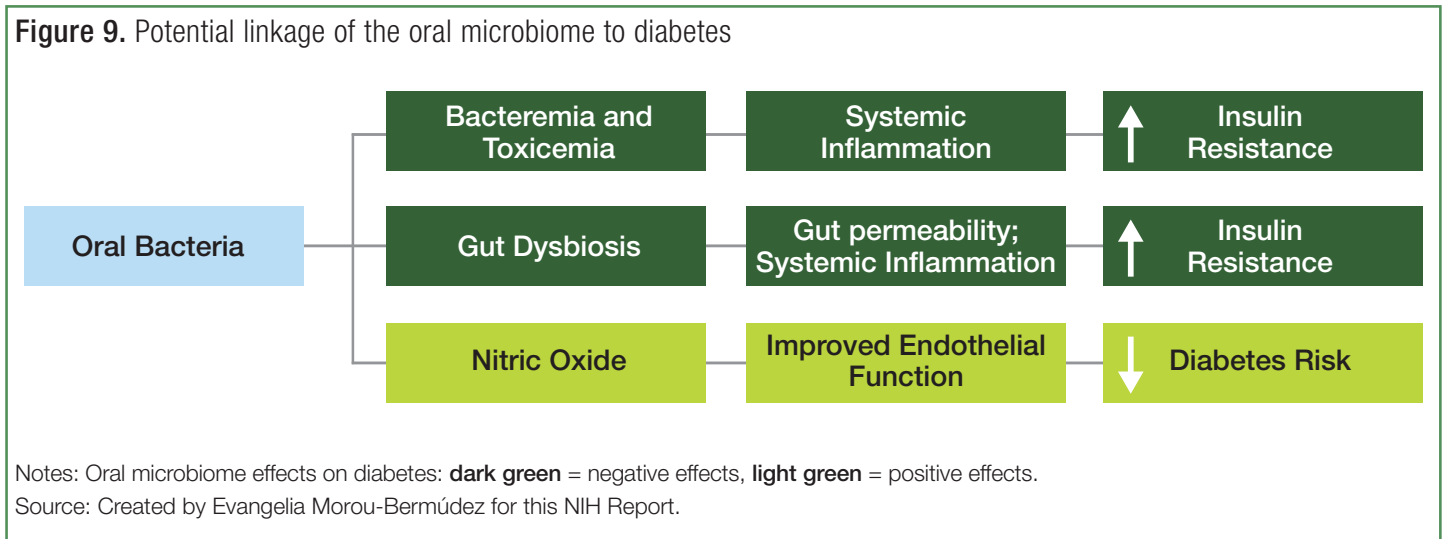 Figure 9. Potential linkage of the oral microbiome to diabetes
Bacteremia and
Toxicemia
Systemic
Inflammation
Insulin
Resistance
Oral Bacteria
Gut Dysbiosis
Gut permeability;
Systemic Inflammation
Insulin
Resistance
Nitric Oxide
Improved Endothelial
Function
Diabetes Risk
Notes: Oral microbiome effects on diabetes: dark green = negative effects, light green = positive effects.
Source: Created by Evangelia Morou-Bermúdez for this NIH Report.